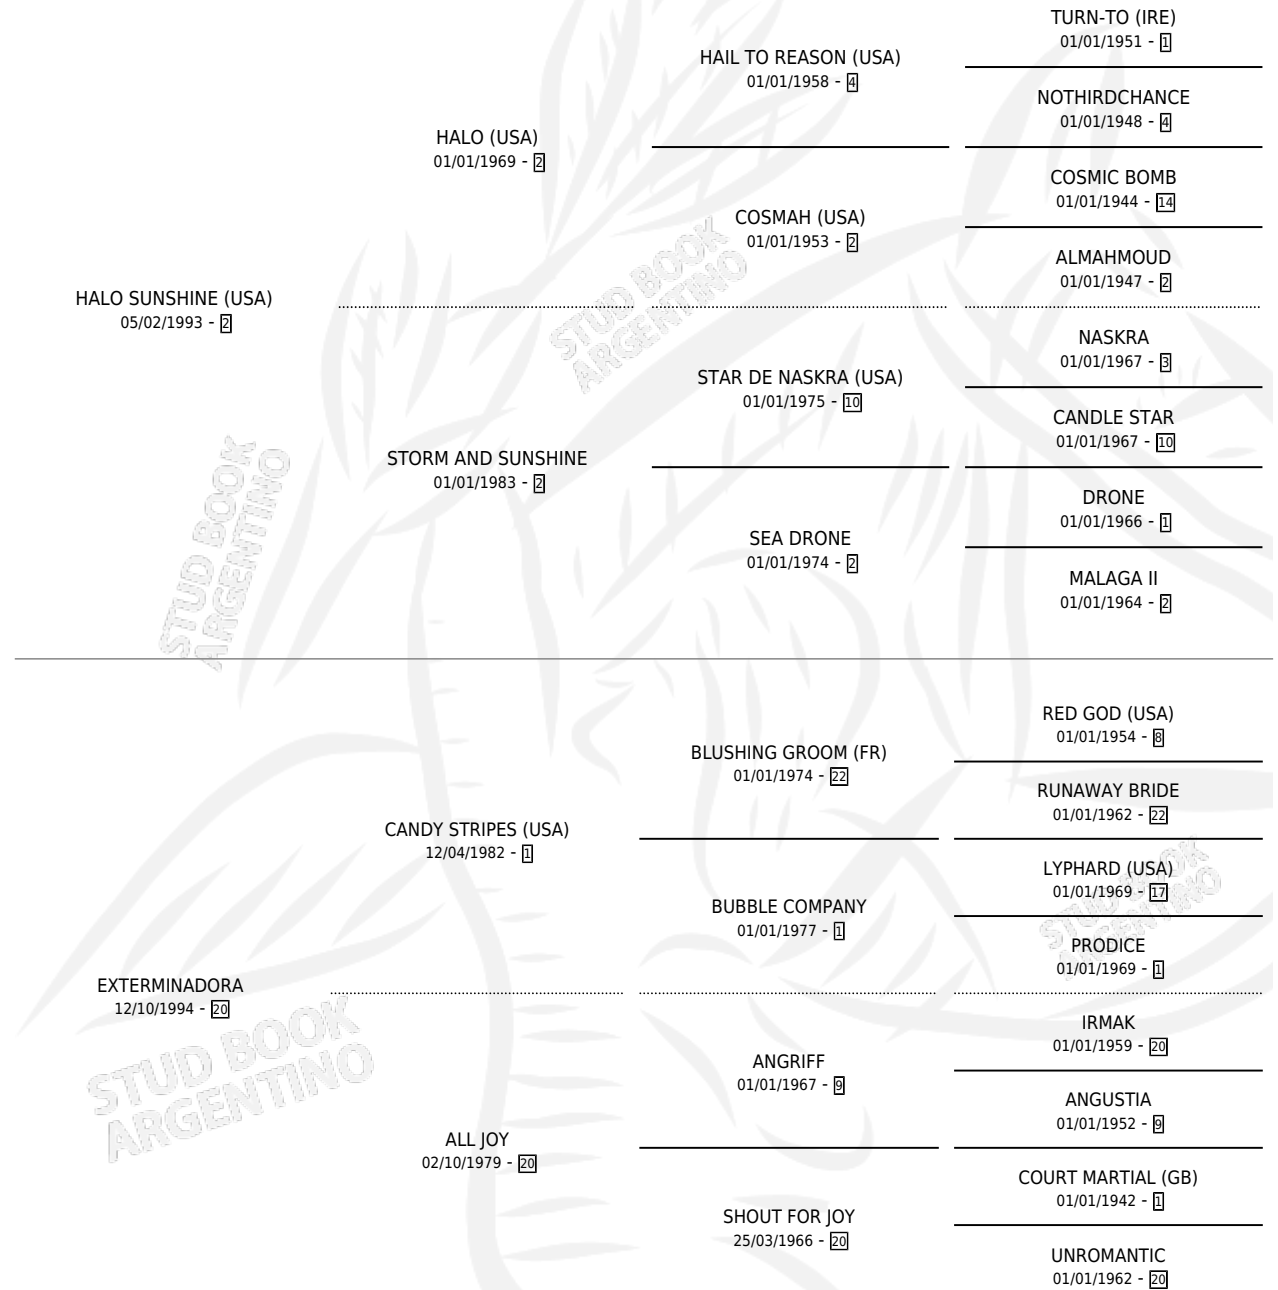 TURN-TO (IRE)
01/01/1951 - 1
HAIL TO REASON (USA)
01/01/1958 - 4
NOTHIRDCHANCE
01/01/1948 - 4
HALO (USA)
01/01/1969 - 2
COSMIC BOMB
01/01/1944 - 14
COSMAH (USA)
01/01/1953 - 2
ALMAHMOUD
01/01/1947 - 2
HALO SUNSHINE (USA)
05/02/1993 - 2
NASKRA
01/01/1967 - 3
STAR DE NASKRA (USA)
01/01/1975 - 10
CANDLE STAR
01/01/1967 - 10
STORM AND SUNSHINE
01/01/1983 - 2
DRONE
01/01/1966 - 1
SEA DRONE
01/01/1974 - 2
MALAGA II
01/01/1964 - 2
RED GOD (USA)
01/01/1954 - 8
BLUSHING GROOM (FR)
01/01/1974 - 22
RUNAWAY BRIDE
01/01/1962 - 22
CANDY STRIPES (USA)
12/04/1982 - 1
LYPHARD (USA)
01/01/1969 - 17
BUBBLE COMPANY
01/01/1977 - 1
PRODICE
01/01/1969 - 1
EXTERMINADORA
12/10/1994 - 20
IRMAK
01/01/1959 - 20
ANGRIFF
01/01/1967 - 9
ANGUSTIA
01/01/1952 - 9
ALL JOY
02/10/1979 - 20
COURT MARTIAL (GB)
01/01/1942 - 1
SHOUT FOR JOY
25/03/1966 - 20
UNROMANTIC
01/01/1962 - 20
STUD BOOK
ARGENTINO
STUD BOOK
ARGENTINO
STUD BOOK
ARGENTINO
STUD BOOK
ARGENTINO